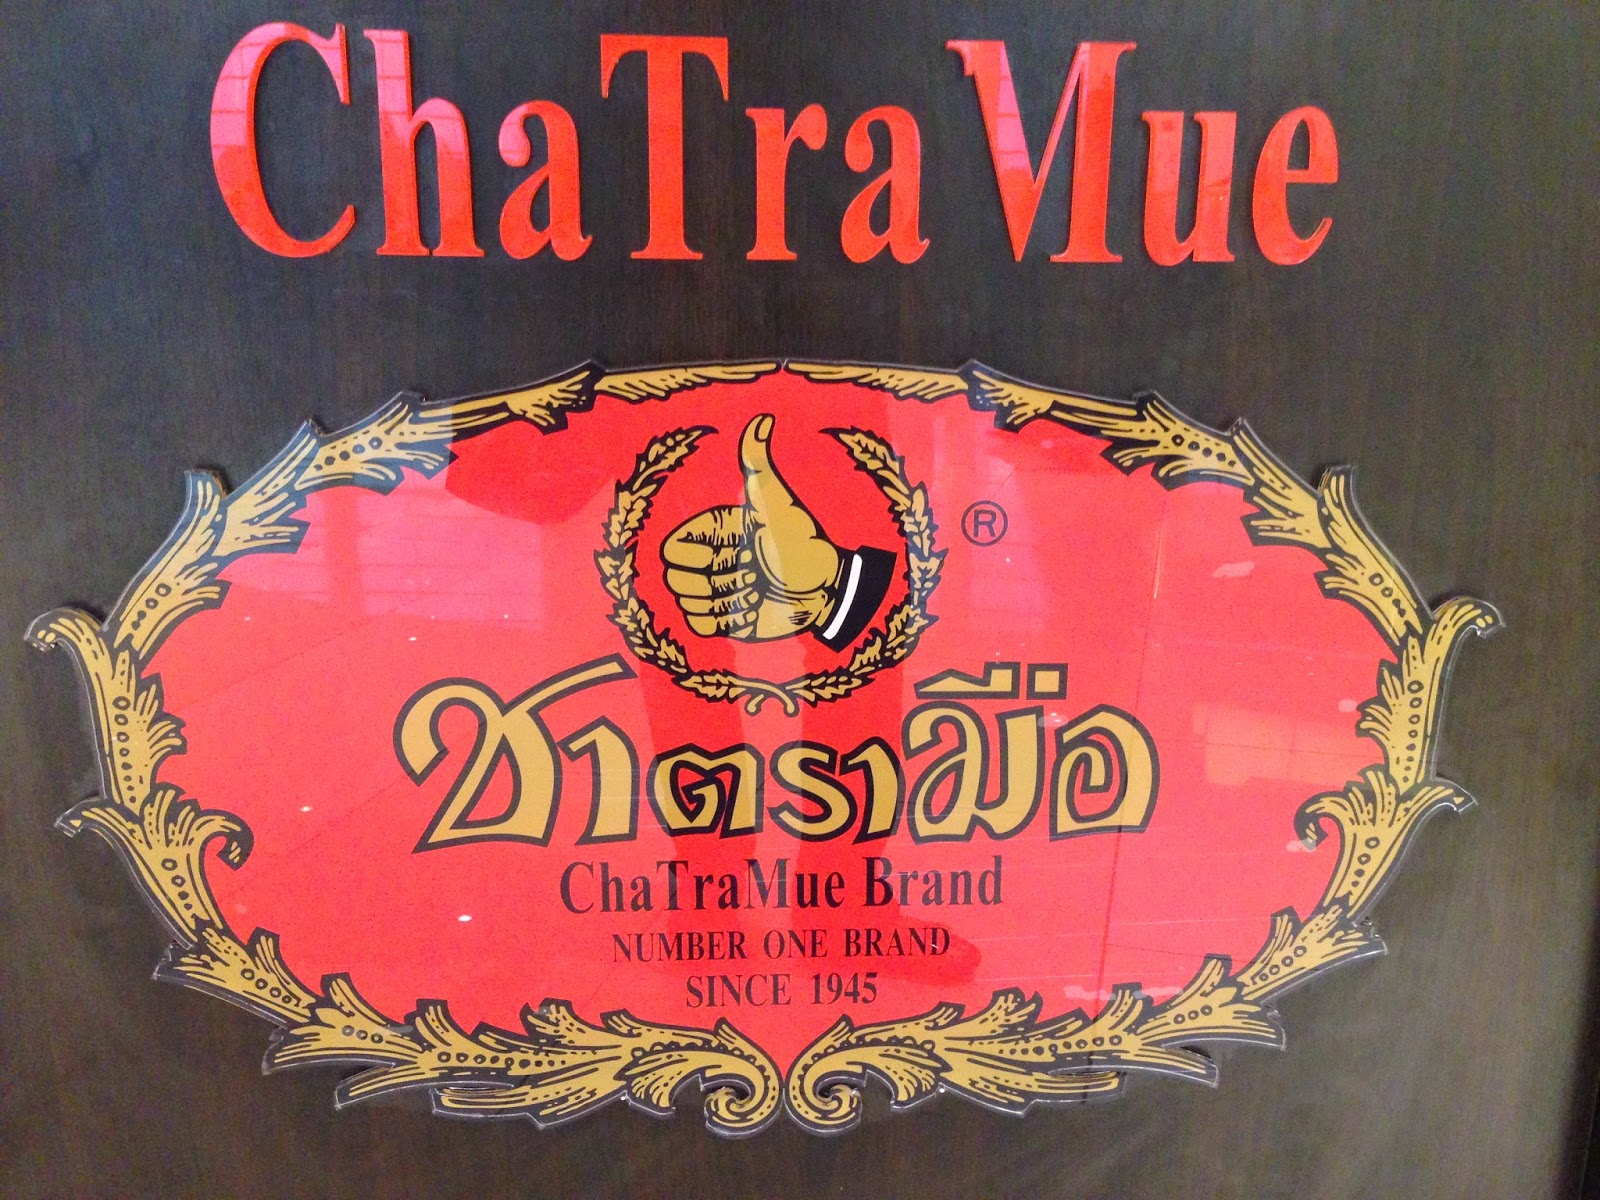 ChaTraMue
®
ชาตรามือ
ChaTraMue Brand
NUMBER ONE BRAND
SINCE 1945